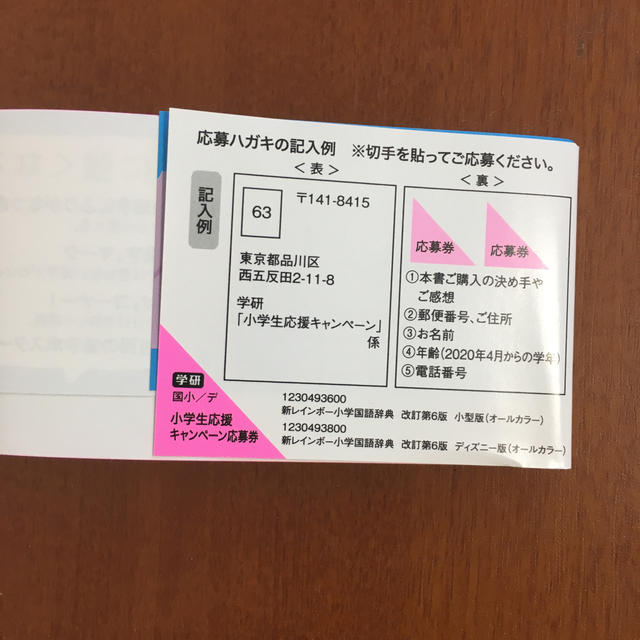 応募ハガキの記入例 ※切手を貼ってご応募ください。
記入例
<表>
63
〒141-8415
東京都品川区
西五反田2-11-8
学研
「小学生応援キャンペーン」
係
<裏>
応募券 応募券
①本書ご購入の決め手や
ご感想
②郵便番号、ご住所
③お名前
④年齢(2020年4月からの学年)
⑤電話番号
学研
国小/デ
小学生応援
キャンペーン応募券
1230493600
新レインボー小学国語辞典 改訂第6版 小型版(オールカラー)
1230493800
新レインボー小学国語辞典 改訂第6版 ディズニー版(オールカラー)